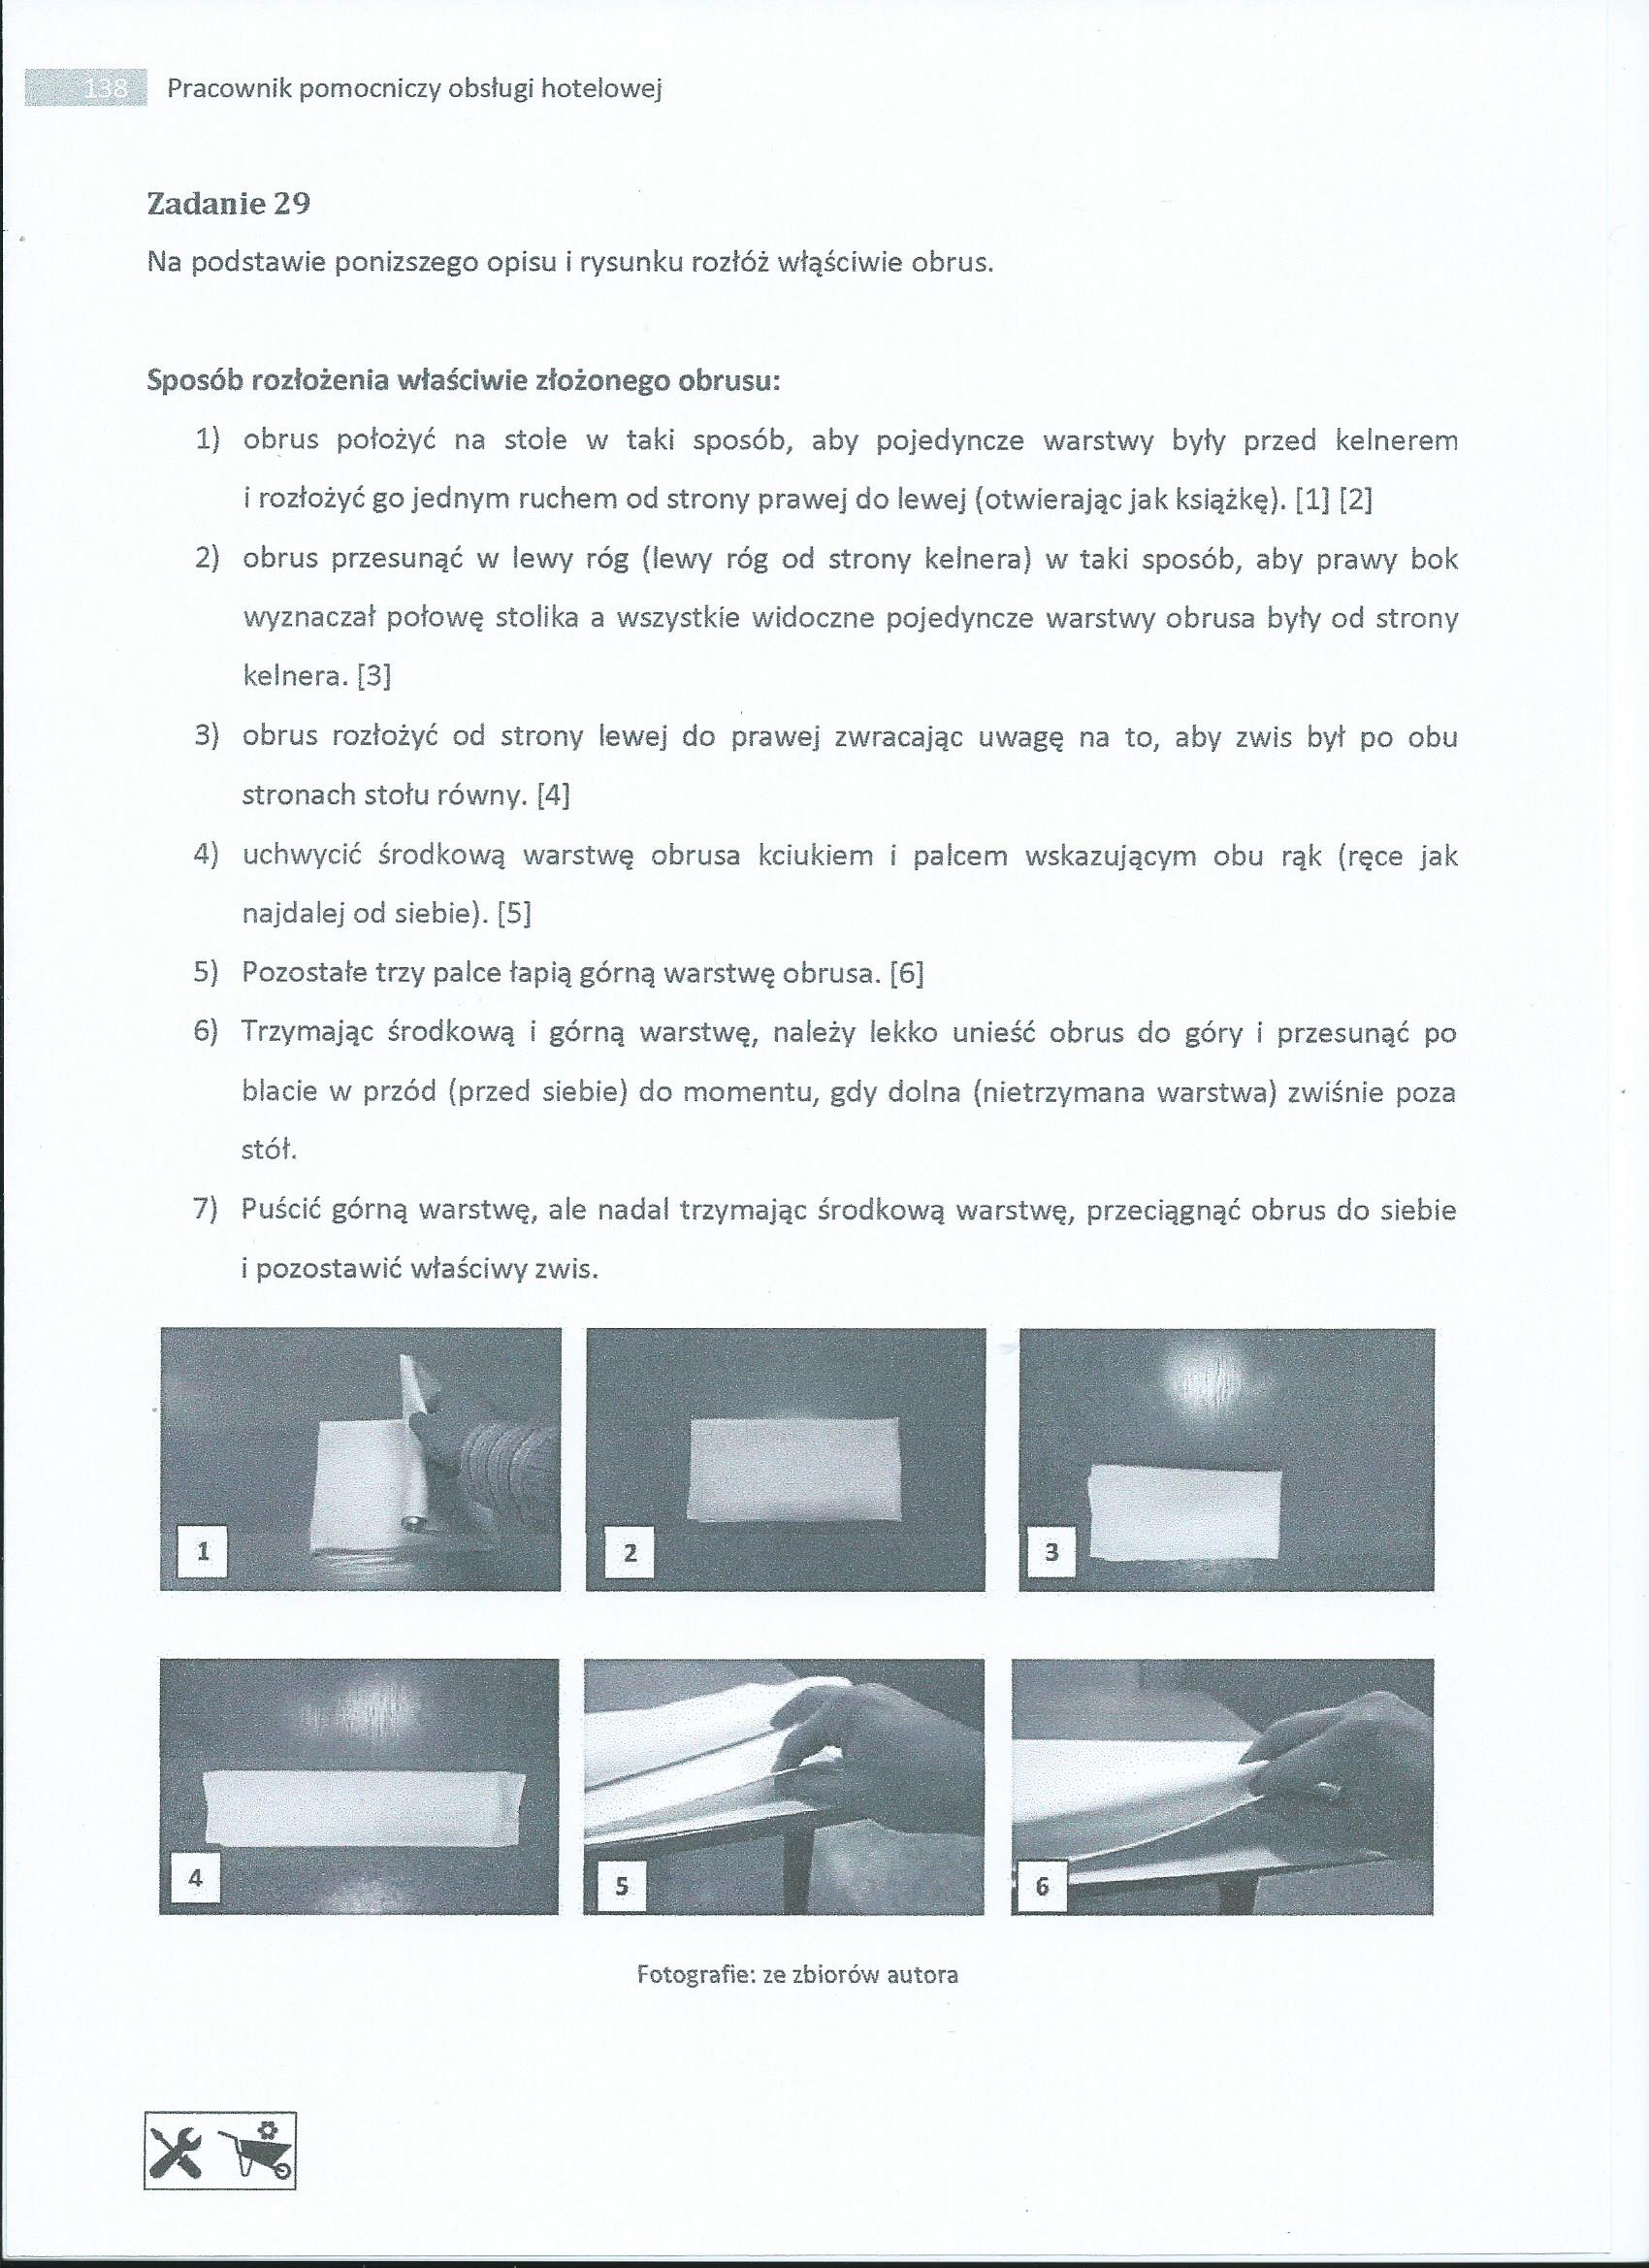 138 Pracownik pomocniczy obsługi hotelowej
Zadanie 29
Na podstawie ponizszego opisu i rysunku rozłóż włąściwie obrus.
Sposób rozłożenia właściwie złożonego obrusu:
1) obrus położyć na stole w taki sposób, aby pojedyncze warstwy były przed kelnerem
i rozłożyć go jednym ruchem od strony prawej do lewej (otwierając jak książkę). [1] [2]
2) obrus przesunąć w lewy róg (lewy róg od strony kelnera) w taki sposób, aby prawy bok
wyznaczał połowę stolika a wszystkie widoczne pojedyncze warstwy obrusa były od strony
kelnera. [3]
3) obrus rozłożyć od strony lewej do prawej zwracając uwagę na to, aby zwis był po obu
stronach stołu równy. [4]
4) uchwycić środkową warstwę obrusa kciukiem i palcem wskazującym obu rąk (ręce jak
najdalej od siebie). [5]
5) Pozostałe trzy palce łapią górną warstwę obrusa. [6]
6) Trzymając środkową i górną warstwę, należy lekko unieść obrus do góry i przesunąć po
blacie w przód (przed siebie) do momentu, gdy dolna (nietrzymana warstwa) zwiśnie poza
stół.
7) Puścić górną warstwę, ale nadal trzymając środkową warstwę, przeciągnąć obrus do siebie
i pozostawić właściwy zwis.
1
2
3
4
5
6
Fotografie: ze zbiorów autora